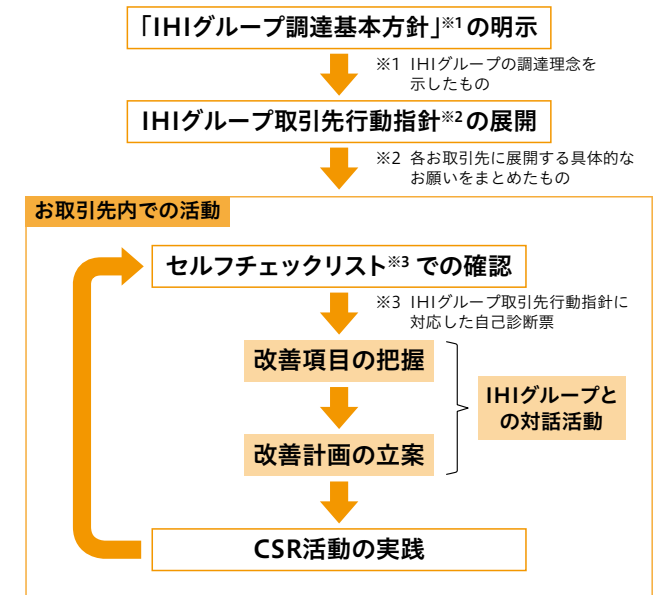 「IHIグループ調達基本方針」※1の明示
※1 IHIグループの調達理念を
示したもの
IHIグループ取引先行動指針※2の展開
※2 各お取引先に展開する具体的な
お願いをまとめたもの
お取引先内での活動
セルフチェックリスト※3 での確認
※3 IHIグループ取引先行動指針に
対応した自己診断票
改善項目の把握
IHIグループと
の対話活動
改善計画の立案
CSR活動の実践